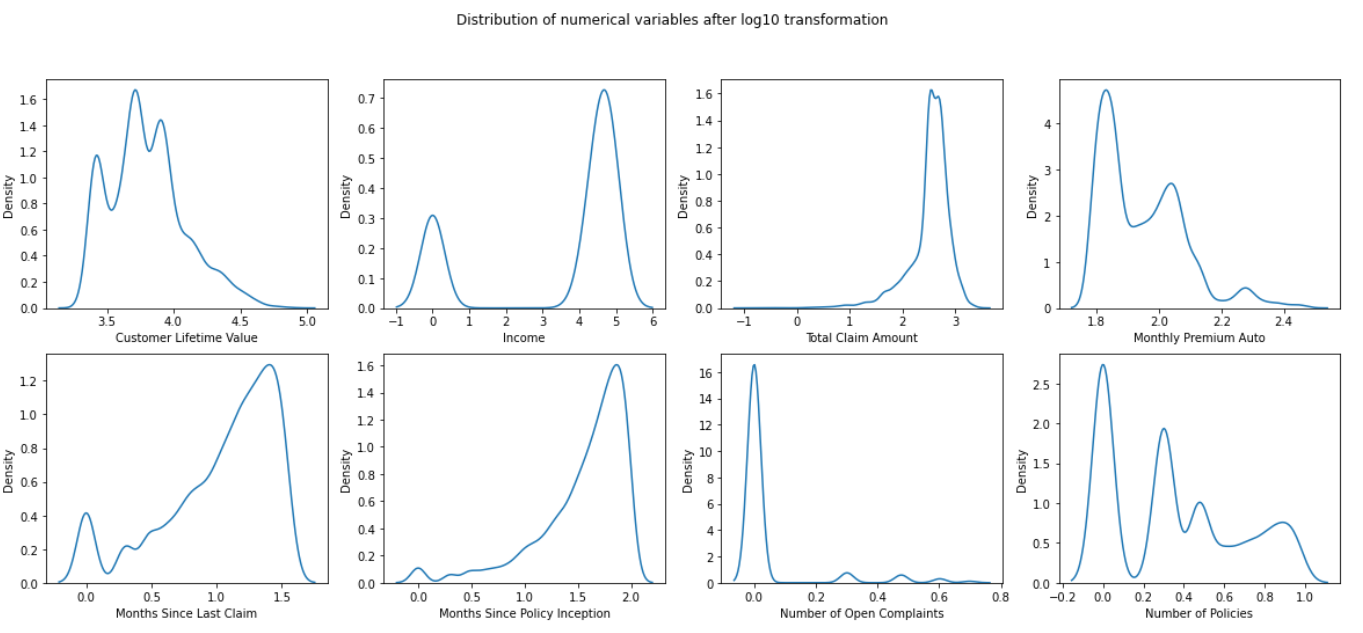 Distribution of numerical variables after log10 transformation
Density
0.0
0.2
0.4
0.6
0.8
1.0
1.2
1.4
1.6
3.5 4.0 4.5 5.0
Customer Lifetime Value
Density
0.0
0.1
0.2
0.3
0.4
0.5
0.6
0.7
−1 0 1 2 3 4 5 6
Income
Density
0.0
0.2
0.4
0.6
0.8
1.0
1.2
1.4
1.6
−1 0 1 2 3
Total Claim Amount
Density
0
1
2
3
4
1.8 2.0 2.2 2.4
Monthly Premium Auto
Density
0.0
0.2
0.4
0.6
0.8
1.0
1.2
0.0 0.5 1.0 1.5
Months Since Last Claim
Density
0.0
0.2
0.4
0.6
0.8
1.0
1.2
1.4
1.6
0.0 0.5 1.0 1.5 2.0
Months Since Policy Inception
Density
0
2
4
6
8
10
12
14
16
0.0 0.2 0.4 0.6 0.8
Number of Open Complaints
Density
0.0
0.5
1.0
1.5
2.0
2.5
−0.2 0.0 0.2 0.4 0.6 0.8 1.0
Number of Policies